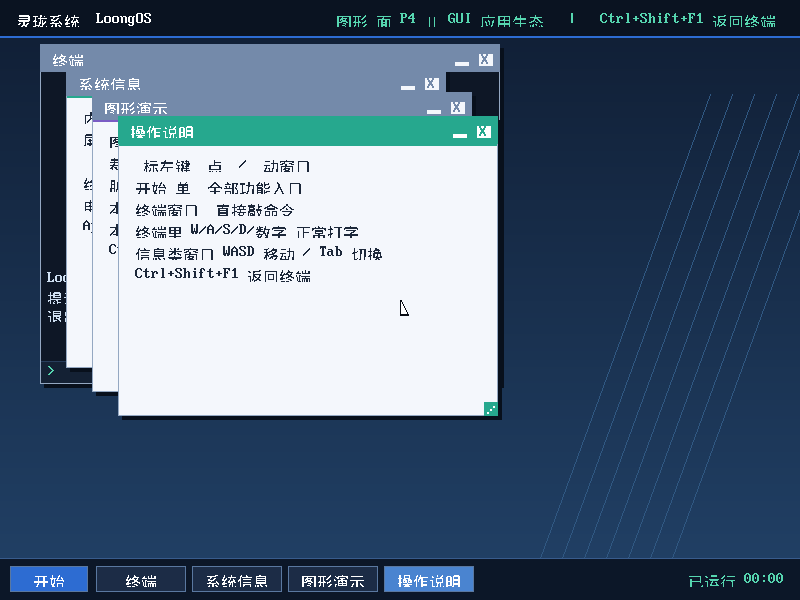 灵珑系统 LoongOS
图形 面 P4 || GUI 应用生态 | Ctrl+Shift+F1 返回终端
终端
系统信息
图形演示
操作说明
标左键 点 / 动窗口
开始 单 全部功能入口
终端窗口 直接敲命令
终端里 W/A/S/D/数字 正常打字
信息类窗口 WASD 移动 / Tab 切换
Ctrl+Shift+F1 返回终端
Loo
>
开始 终端 系统信息 图形演示 操作说明 已运行 00:00